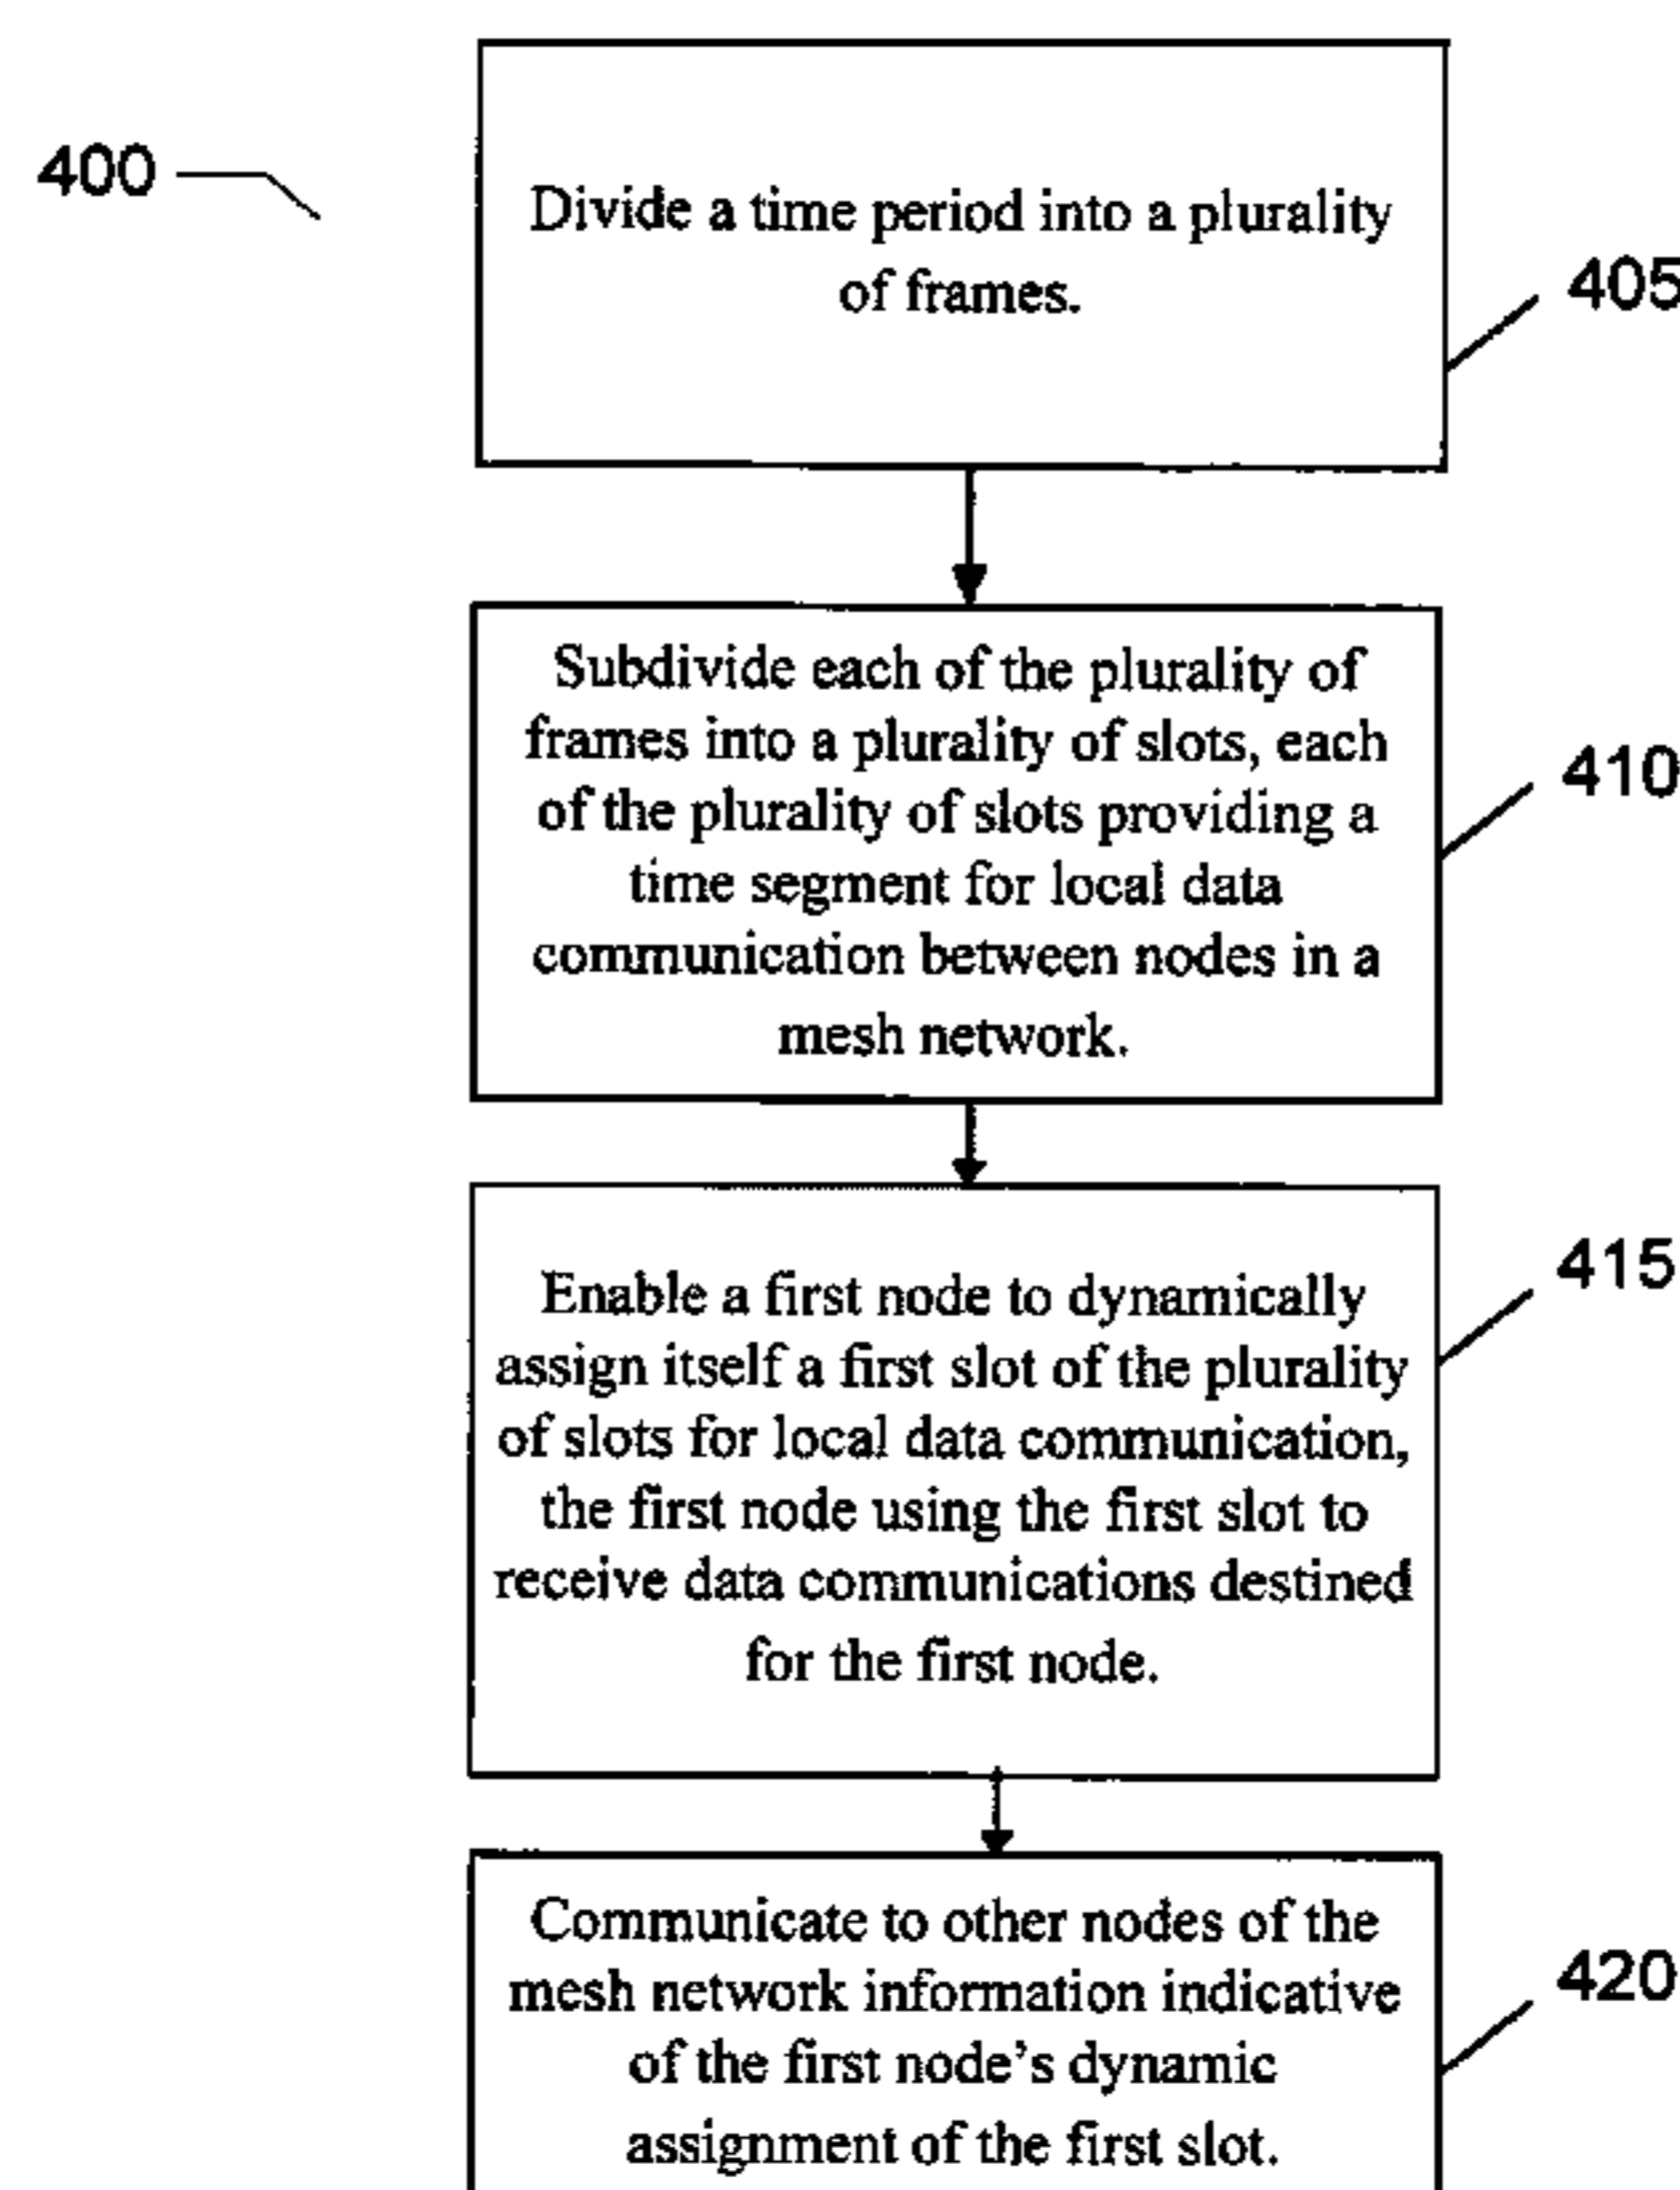 400
Divide a time period into a plurality
of frames.
405
Subdivide each of the plurality of
frames into a plurality of slots, each
of the plurality of slots providing a
time segment for local data
communication between nodes in a
mesh network.
410
Enable a first node to dynamically
assign itself a first slot of the plurality
of slots for local data communication,
the first node using the first slot to
receive data communications destined
for the first node.
415
Communicate to other nodes of the
mesh network information indicative
of the first node's dynamic
assignment of the first slot.
420